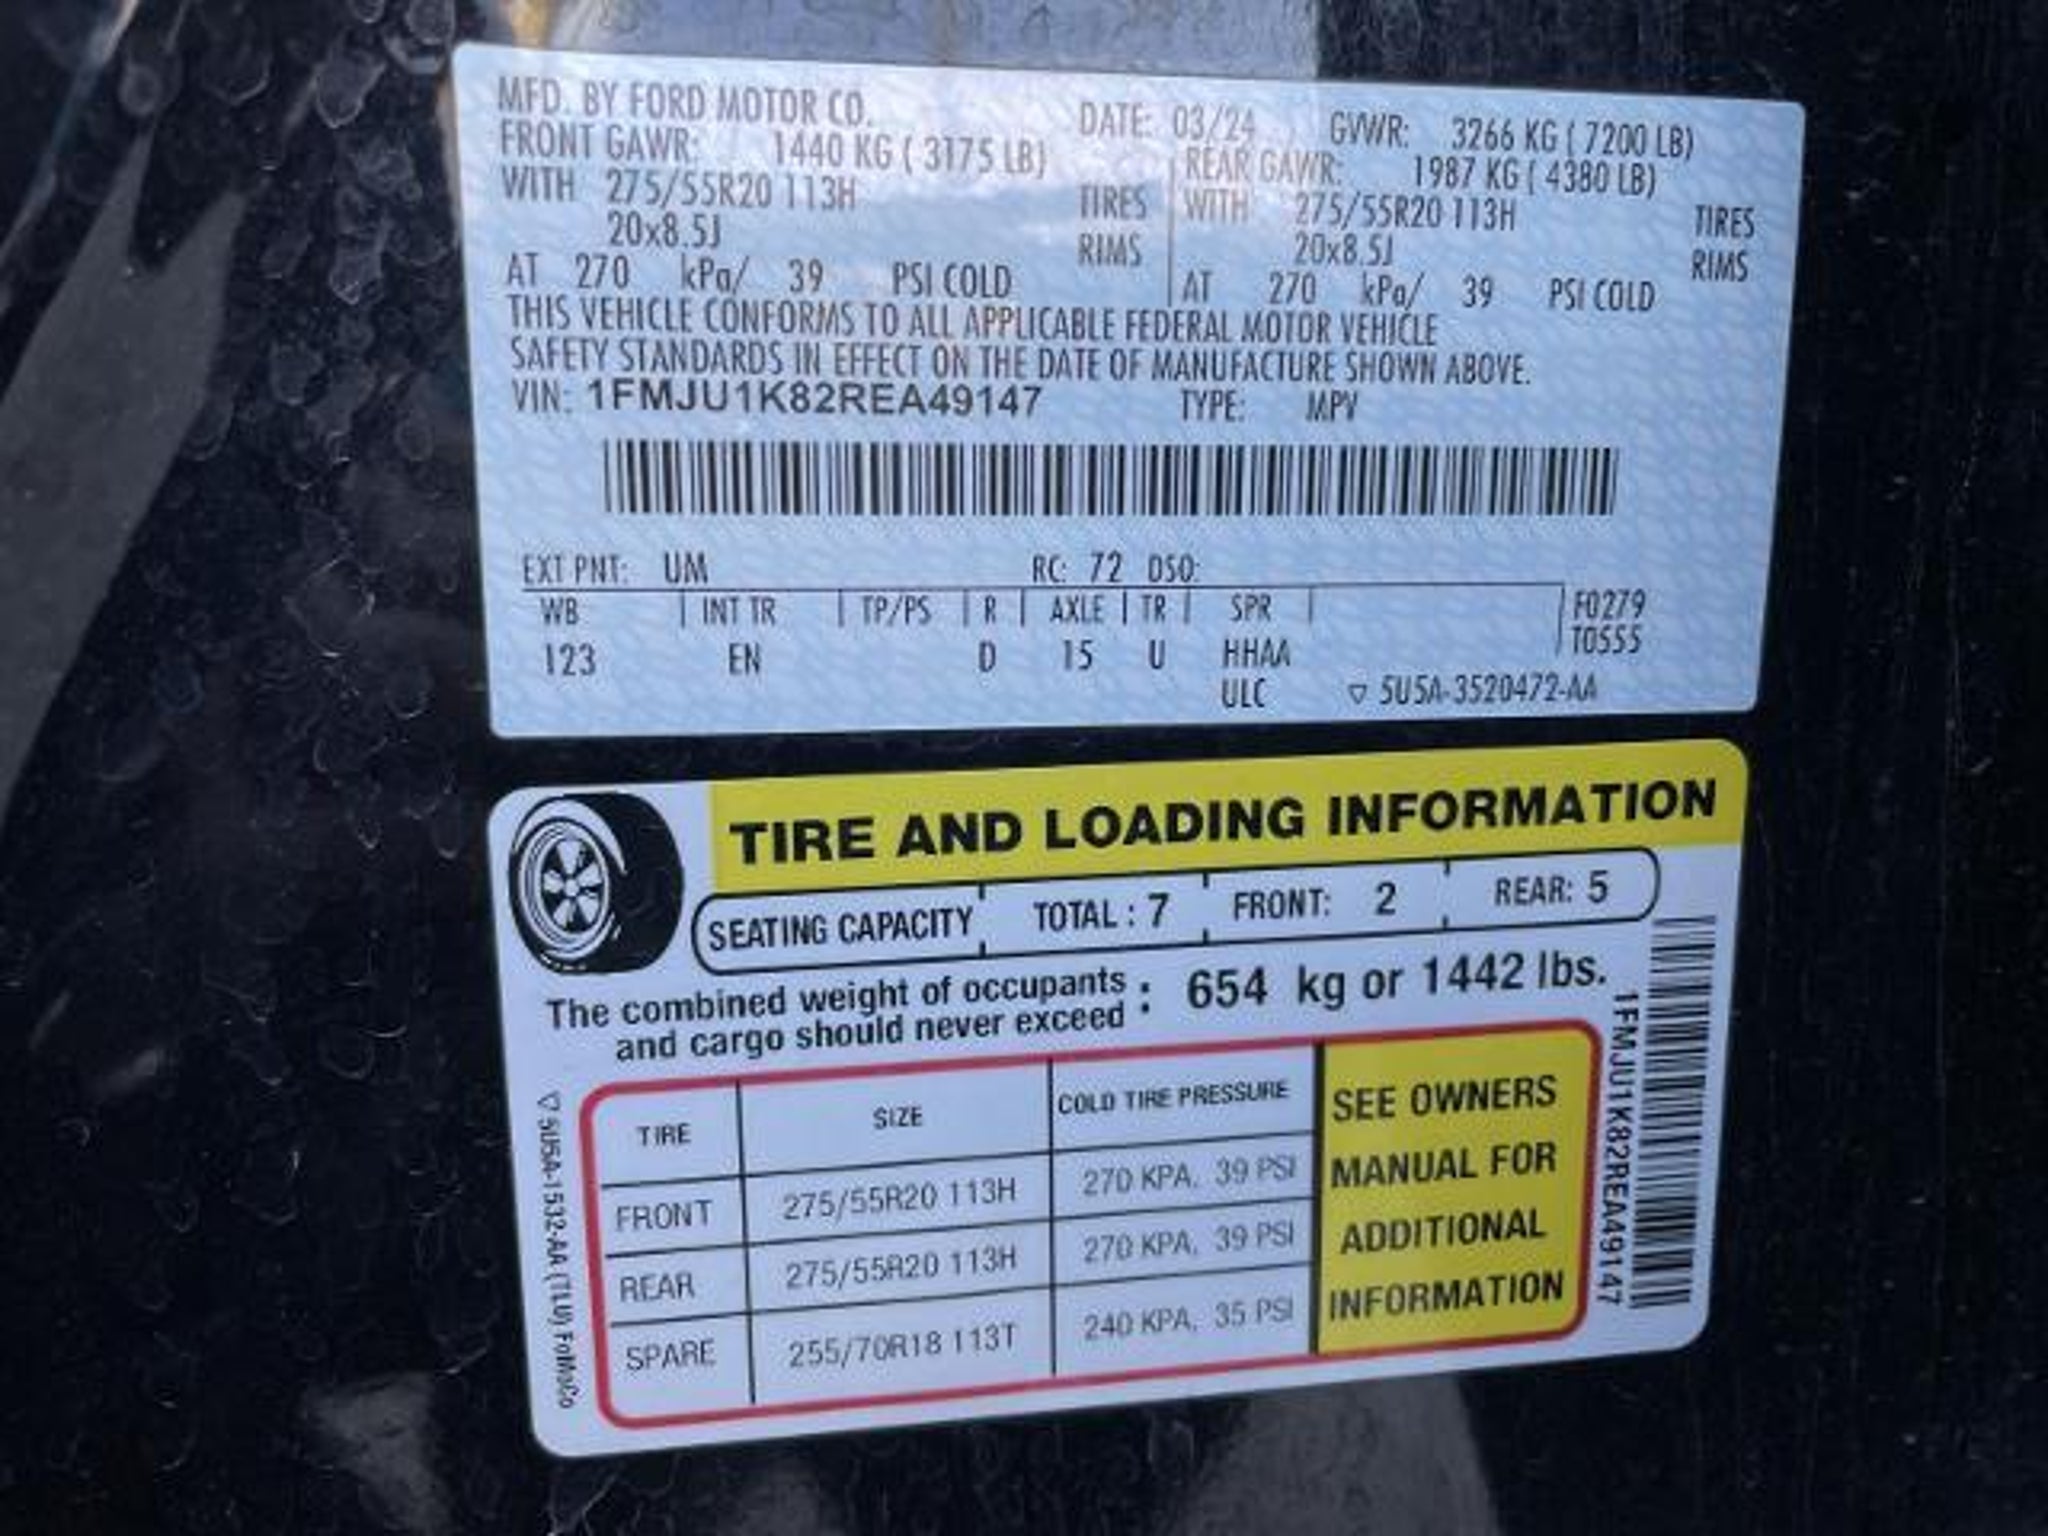 MFD. BY FORD MOTOR CO. DATE: 03/24 GVWR: 3266 KG ( 7200 LB)
FRONT GAWR: 1440 KG ( 3175 LB) REAR GAWR: 1987 KG ( 4380 LB)
WITH 275/55R20 113H TIRES WITH 275/55R20 113H TIRES
20x8.5J RIMS 20x8.5J RIMS
AT 270 kPa/ 39 PSI COLD AT 270 kPa/ 39 PSI COLD
THIS VEHICLE CONFORMS TO ALL APPLICABLE FEDERAL MOTOR VEHICLE
SAFETY STANDARDS IN EFFECT ON THE DATE OF MANUFACTURE SHOWN ABOVE.
VIN: 1FMJU1K82REA49147 TYPE: MPV
EXT PNT: UM RC: 72 DSO:
WB INT TR TP/PS R AXLE TR SPR F0279
123 EN D 15 U HHAA T0555
ULC ▽ 5U5A-3520472-AA
TIRE AND LOADING INFORMATION
SEATING CAPACITY TOTAL : 7 FRONT: 2 REAR: 5
The combined weight of occupants
and cargo should never exceed : 654 kg or 1442 lbs.
TIRE SIZE COLD TIRE PRESSURE
FRONT 275/55R20 113H 270 KPA, 39 PSI
REAR 275/55R20 113H 270 KPA, 39 PSI
SPARE 255/70R18 113T 240 KPA, 35 PSI
SEE OWNERS
MANUAL FOR
ADDITIONAL
INFORMATION
▽ 5U5A-1532-AA (TLU) FoMoCo
1FMJU1K82REA49147